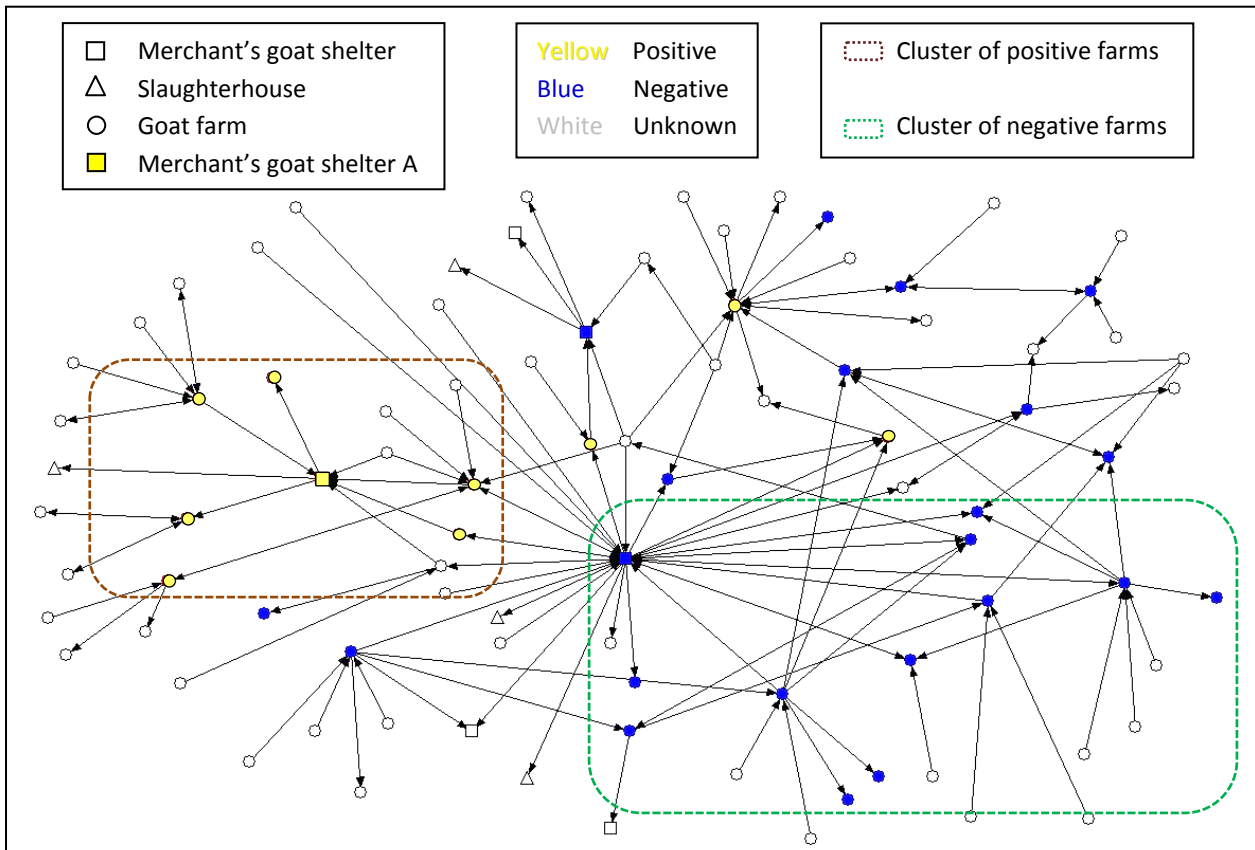 Merchant's goat shelter
Slaughterhouse
Goat farm
Merchant's goat shelter A
Yellow Positive
Blue Negative
White Unknown
Cluster of positive farms
Cluster of negative farms